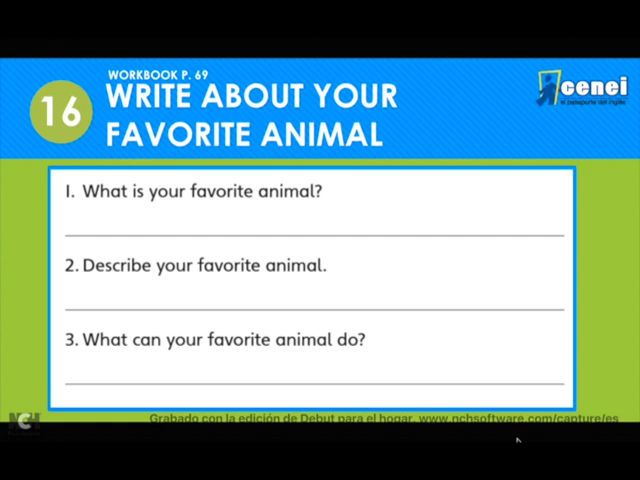 WORKBOOK P. 69
16
WRITE ABOUT YOUR
FAVORITE ANIMAL
cenei
el pasaporte del inglés
1. What is your favorite animal?
2. Describe your favorite animal.
3. What can your favorite animal do?
NCH
Grabado con la edición de Debut para el hogar. www.nchsoftware.com/capture/es